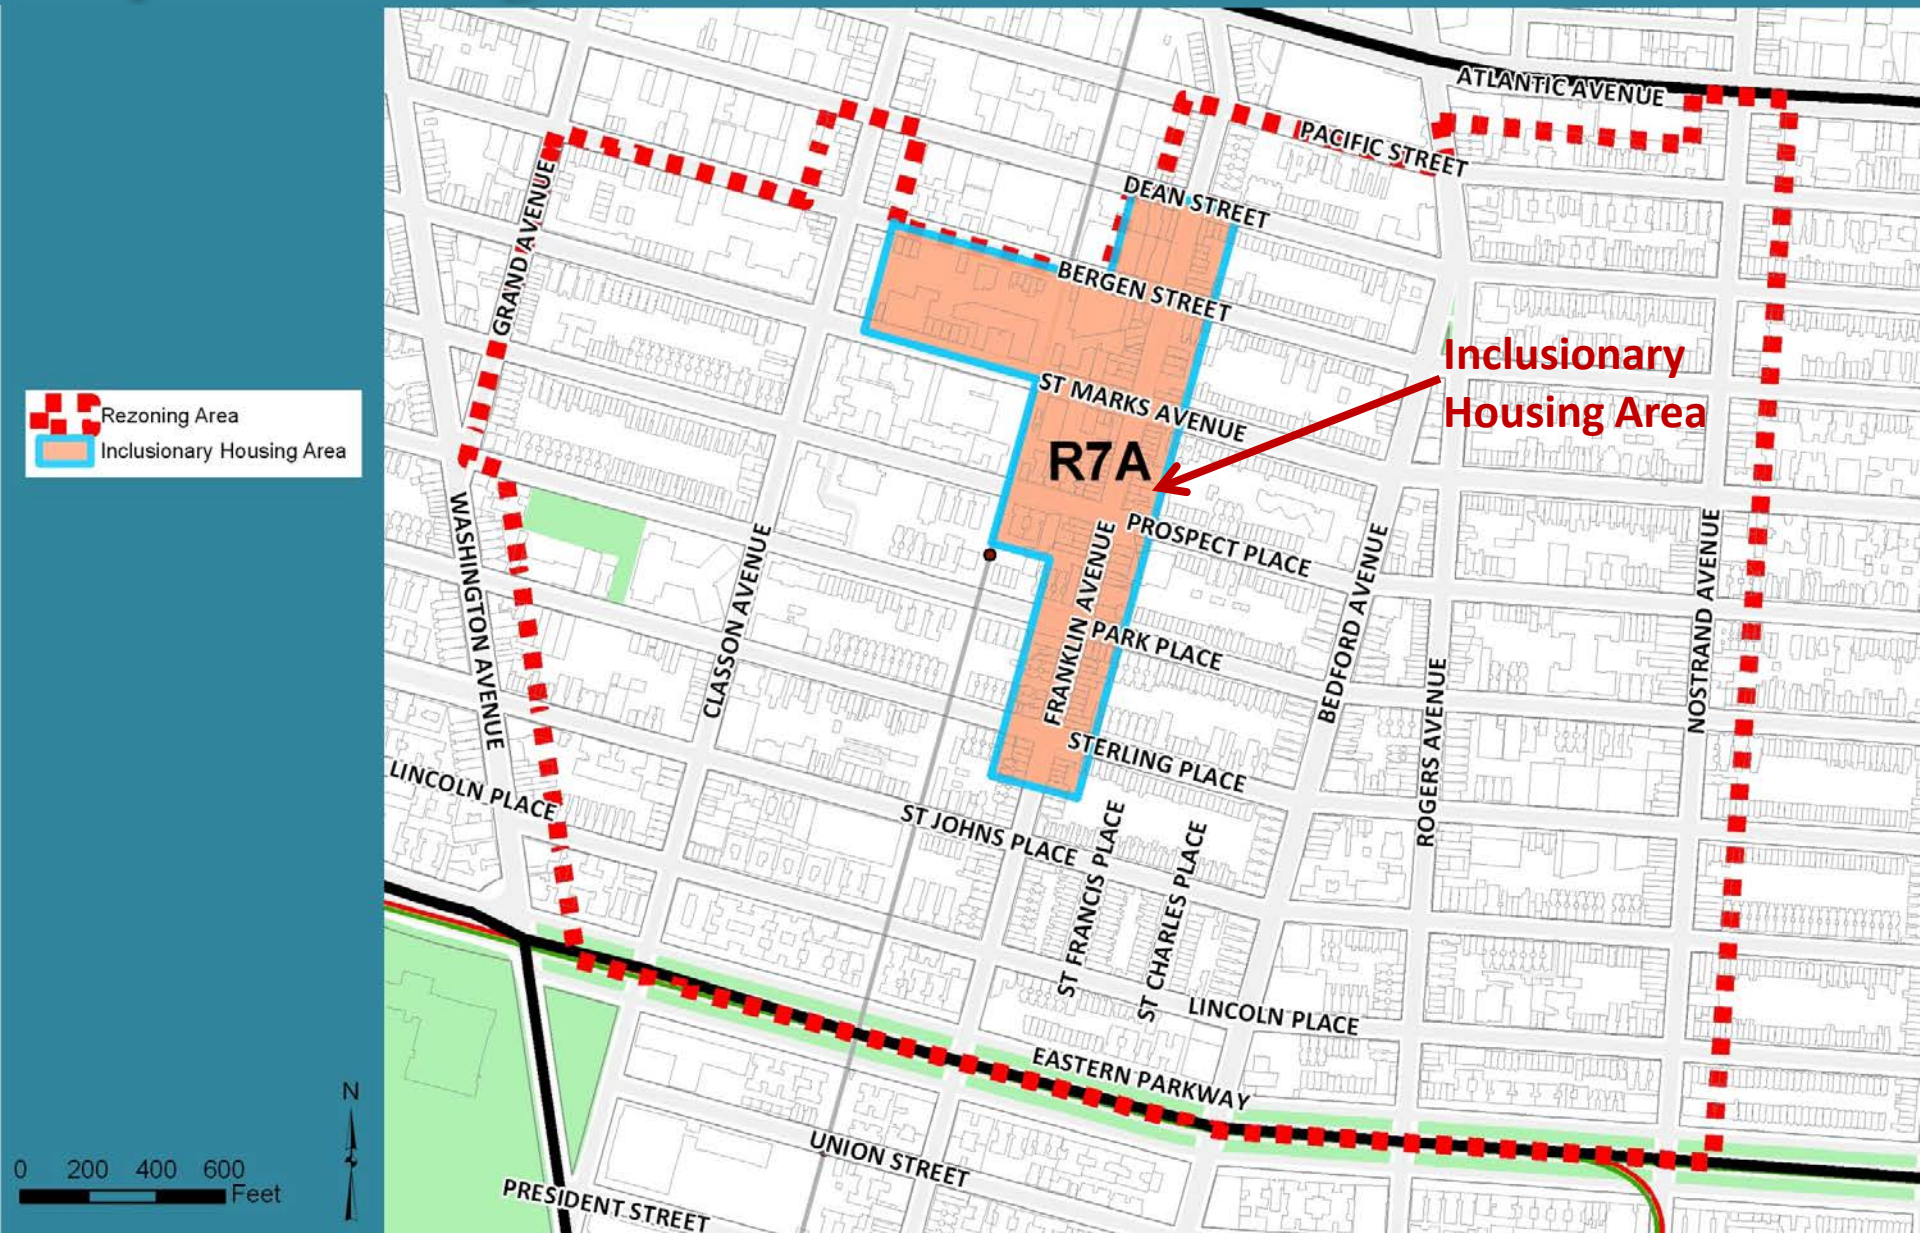 ATLANTIC AVENUE
PACIFIC STREET
DEAN STREET
GRAND AVENUE
BERGEN STREET
Inclusionary
Housing Area
ST MARKS AVENUE
R7A
Rezoning Area
Inclusionary Housing Area
PROSPECT PLACE
WASHINGTON AVENUE
CLASSON AVENUE
FRANKLIN AVENUE
BEDFORD AVENUE
NOSTRAND AVENUE
PARK PLACE
ROGERS AVENUE
STERLING PLACE
LINCOLN PLACE
ST JOHNS PLACE
ST FRANCIS PLACE
ST CHARLES PLACE
LINCOLN PLACE
EASTERN PARKWAY
UNION STREET
PRESIDENT STREET
N
0 200 400 600
Feet